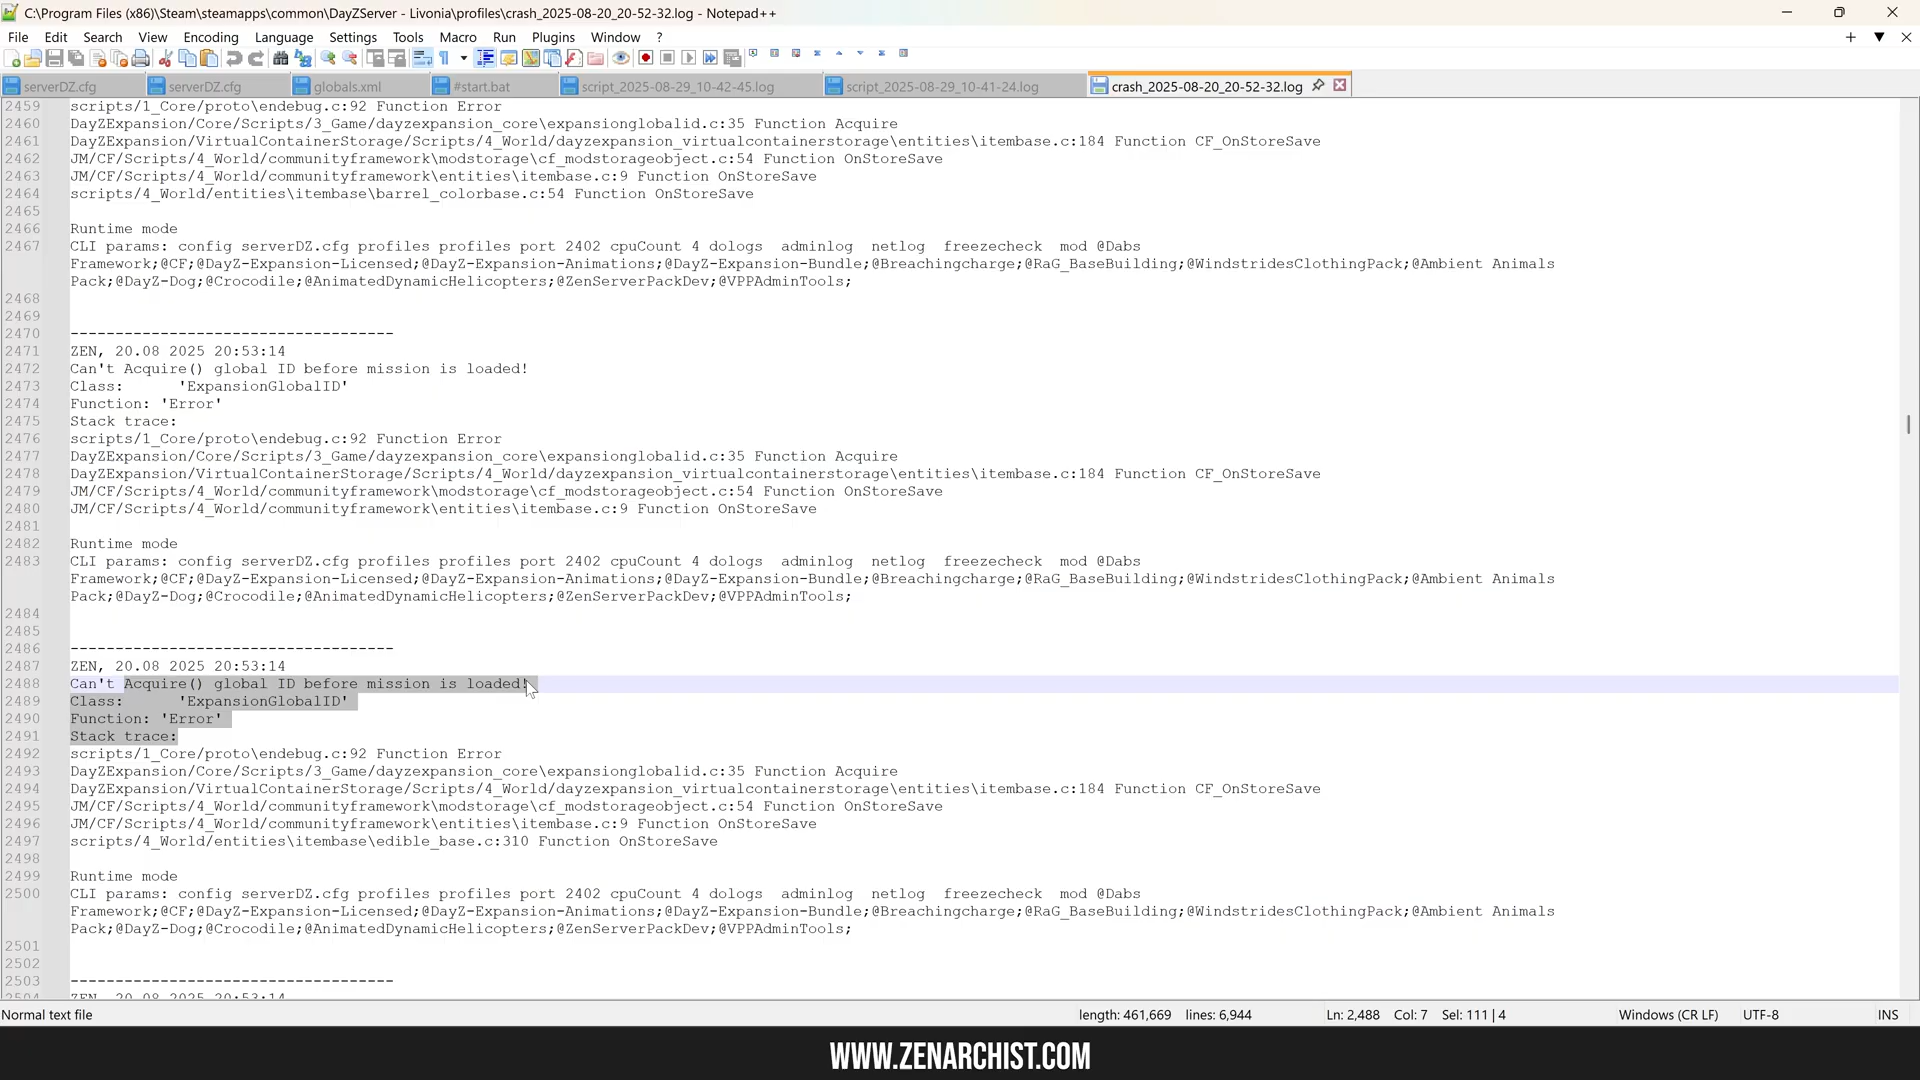 C:\Program Files (x86)\Steam\steamapps\common\DayZServer - Livonia\profiles\crash_2025-08-20_20-52-32.log - Notepad++
File Edit Search View Encoding Language Settings Tools Macro Run Plugins Window ?
serverDZ.cfg serverDZ.cfg globals.xml #start.bat script_2025-08-29_10-42-45.log script_2025-08-29_10-41-24.log crash_2025-08-20_20-52-32.log
2459 scripts/1_Core/proto\endebug.c:92 Function Error
2460 DayZExpansion/Core/Scripts/3_Game/dayzexpansion_core\expansionglobalid.c:35 Function Acquire
2461 DayZExpansion/VirtualContainerStorage/Scripts/4_World/dayzexpansion_virtualcontainerstorage\entities\itembase.c:184 Function CF_OnStoreSave
2462 JM/CF/Scripts/4_World/communityframework\modstorage\cf_modstorageobject.c:54 Function OnStoreSave
2463 JM/CF/Scripts/4_World/communityframework\entities\itembase.c:9 Function OnStoreSave
2464 scripts/4_World/entities\itembase\barrel_colorbase.c:54 Function OnStoreSave
2465
2466 Runtime mode
2467 CLI params: config serverDZ.cfg profiles profiles port 2402 cpuCount 4 dologs  adminlog  netlog  freezecheck  mod @Dabs
Framework;@CF;@DayZ-Expansion-Licensed;@DayZ-Expansion-Animations;@DayZ-Expansion-Bundle;@Breachingcharge;@RaG_BaseBuilding;@WindstridesClothingPack;@Ambient Animals
Pack;@DayZ-Dog;@Crocodile;@AnimatedDynamicHelicopters;@ZenServerPackDev;@VPPAdminTools;
2468
2469
2470 ------------------------------------
2471 ZEN, 20.08 2025 20:53:14
2472 Can't Acquire() global ID before mission is loaded!
2473 Class:      'ExpansionGlobalID'
2474 Function: 'Error'
2475 Stack trace:
2476 scripts/1_Core/proto\endebug.c:92 Function Error
2477 DayZExpansion/Core/Scripts/3_Game/dayzexpansion_core\expansionglobalid.c:35 Function Acquire
2478 DayZExpansion/VirtualContainerStorage/Scripts/4_World/dayzexpansion_virtualcontainerstorage\entities\itembase.c:184 Function CF_OnStoreSave
2479 JM/CF/Scripts/4_World/communityframework\modstorage\cf_modstorageobject.c:54 Function OnStoreSave
2480 JM/CF/Scripts/4_World/communityframework\entities\itembase.c:9 Function OnStoreSave
2481
2482 Runtime mode
2483 CLI params: config serverDZ.cfg profiles profiles port 2402 cpuCount 4 dologs  adminlog  netlog  freezecheck  mod @Dabs
Framework;@CF;@DayZ-Expansion-Licensed;@DayZ-Expansion-Animations;@DayZ-Expansion-Bundle;@Breachingcharge;@RaG_BaseBuilding;@WindstridesClothingPack;@Ambient Animals
Pack;@DayZ-Dog;@Crocodile;@AnimatedDynamicHelicopters;@ZenServerPackDev;@VPPAdminTools;
2484
2485
2486 ------------------------------------
2487 ZEN, 20.08 2025 20:53:14
2488 Can't Acquire() global ID before mission is loaded!
2489 Class:      'ExpansionGlobalID'
2490 Function: 'Error'
2491 Stack trace:
2492 scripts/1_Core/proto\endebug.c:92 Function Error
2493 DayZExpansion/Core/Scripts/3_Game/dayzexpansion_core\expansionglobalid.c:35 Function Acquire
2494 DayZExpansion/VirtualContainerStorage/Scripts/4_World/dayzexpansion_virtualcontainerstorage\entities\itembase.c:184 Function CF_OnStoreSave
2495 JM/CF/Scripts/4_World/communityframework\modstorage\cf_modstorageobject.c:54 Function OnStoreSave
2496 JM/CF/Scripts/4_World/communityframework\entities\itembase.c:9 Function OnStoreSave
2497 scripts/4_World/entities\itembase\edible_base.c:310 Function OnStoreSave
2498
2499 Runtime mode
2500 CLI params: config serverDZ.cfg profiles profiles port 2402 cpuCount 4 dologs  adminlog  netlog  freezecheck  mod @Dabs
Framework;@CF;@DayZ-Expansion-Licensed;@DayZ-Expansion-Animations;@DayZ-Expansion-Bundle;@Breachingcharge;@RaG_BaseBuilding;@WindstridesClothingPack;@Ambient Animals
Pack;@DayZ-Dog;@Crocodile;@AnimatedDynamicHelicopters;@ZenServerPackDev;@VPPAdminTools;
2501
2502
2503 ------------------------------------
2504 ZEN, 20.08 2025 20:53:14
Normal text file length: 461,669 lines: 6,944 Ln: 2,488 Col: 7 Sel: 111 | 4 Windows (CR LF) UTF-8 INS
WWW.ZENARCHIST.COM